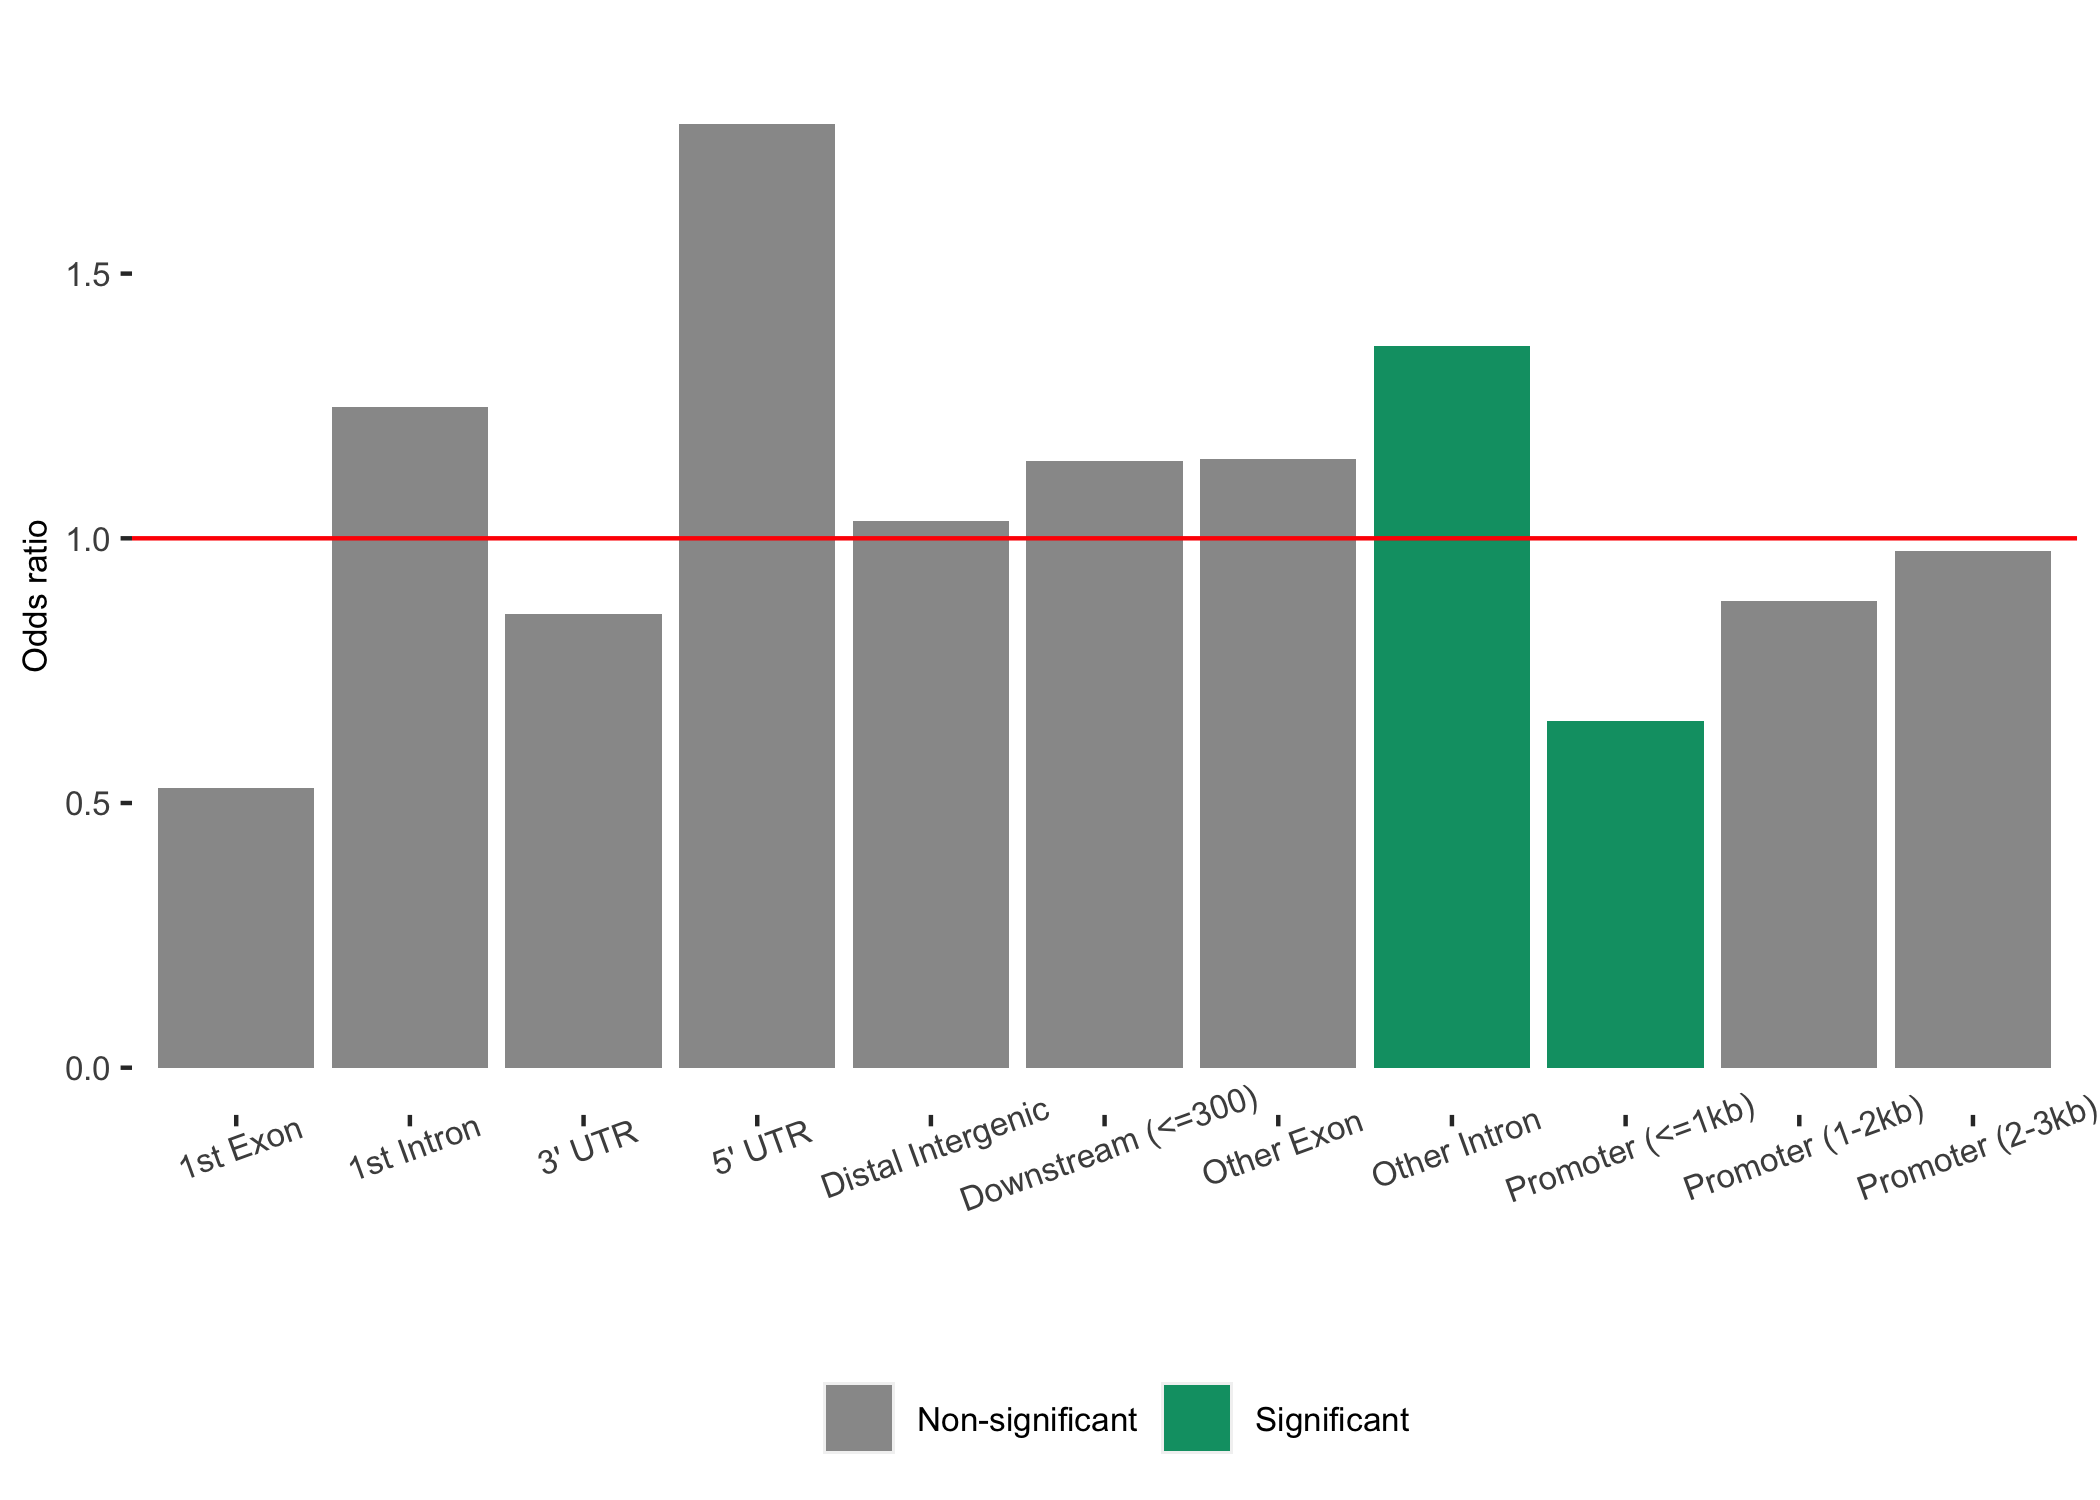 Odds ratio
1.5
1.0
0.5
0.0
1st Exon
1st Intron
3' UTR
5' UTR
Distal Intergenic
Downstream (<=300)
Other Exon
Other Intron
Promoter (<=1kb)
Promoter (1-2kb)
Promoter (2-3kb)
Non-significant
Significant